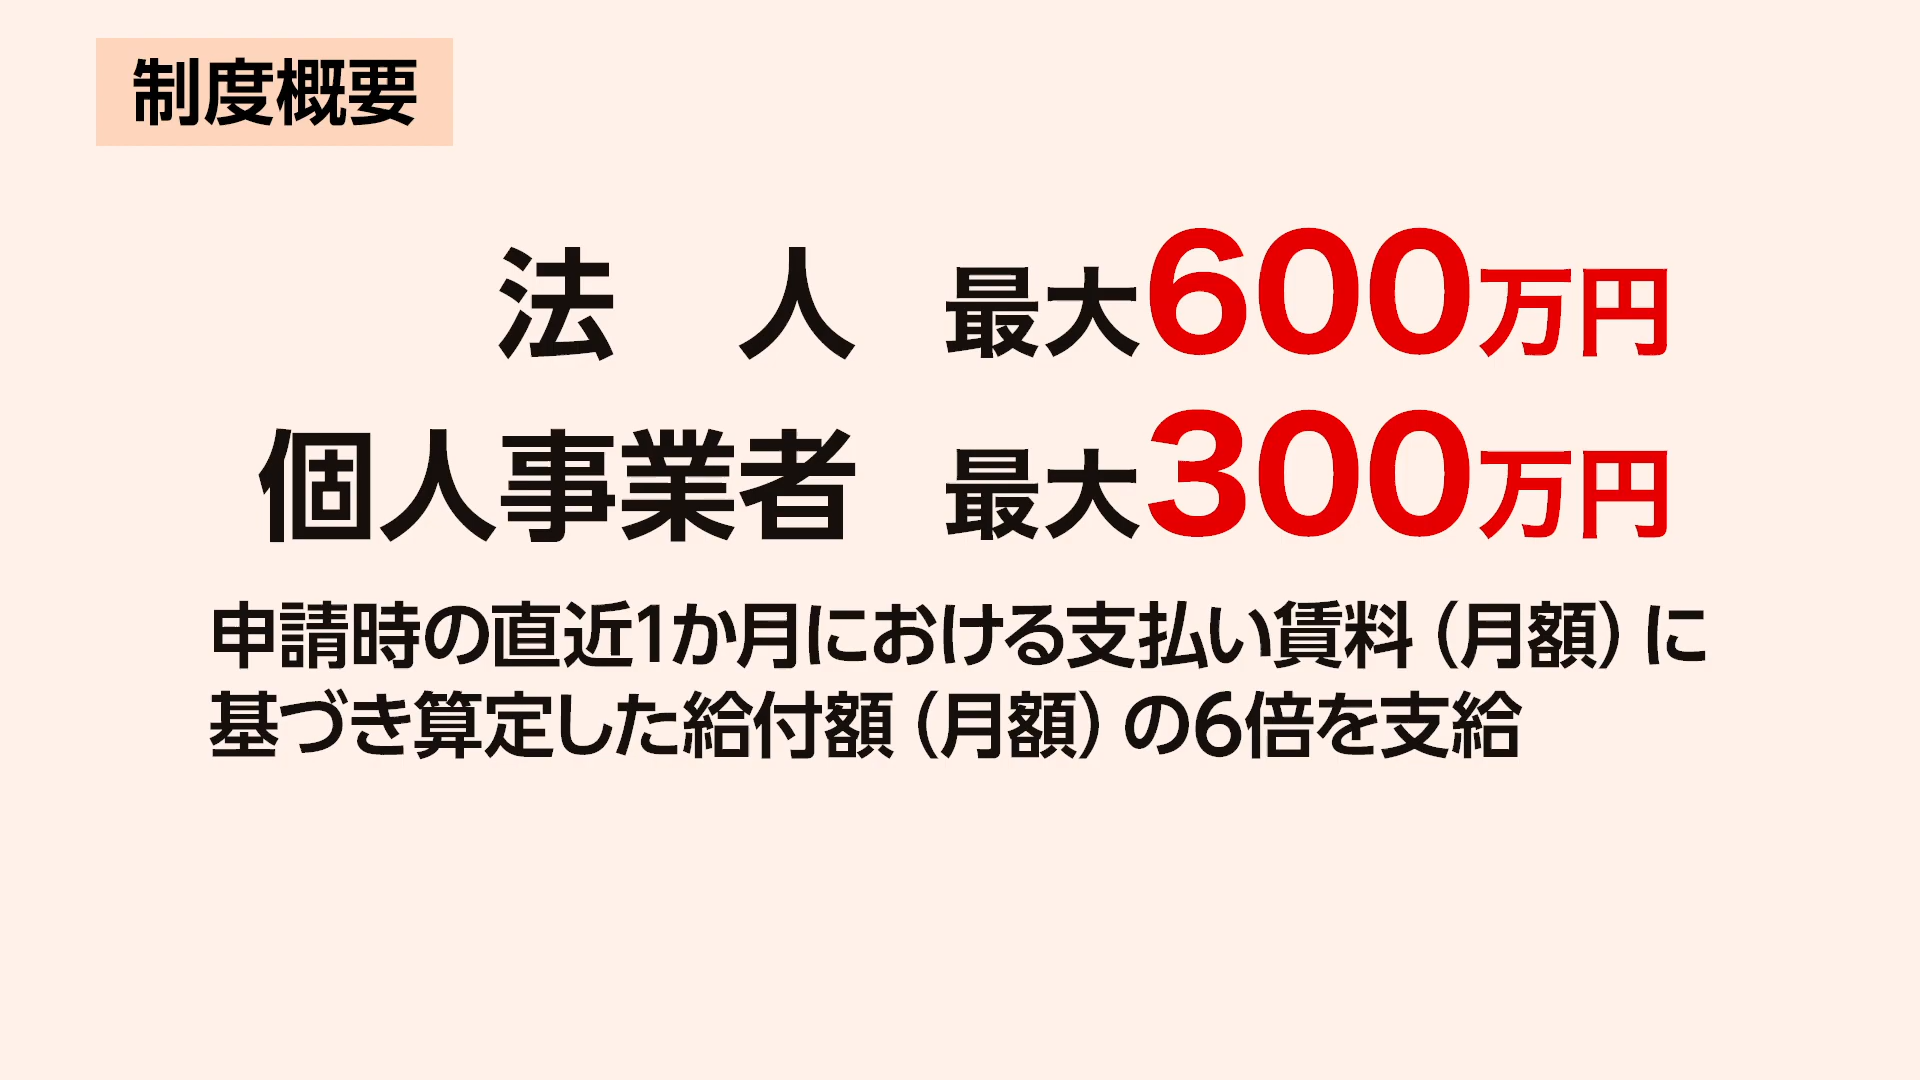 制度概要
法　人　最大600万円
個人事業者　最大300万円
申請時の直近1か月における支払い賃料（月額）に
基づき算定した給付額（月額）の6倍を支給